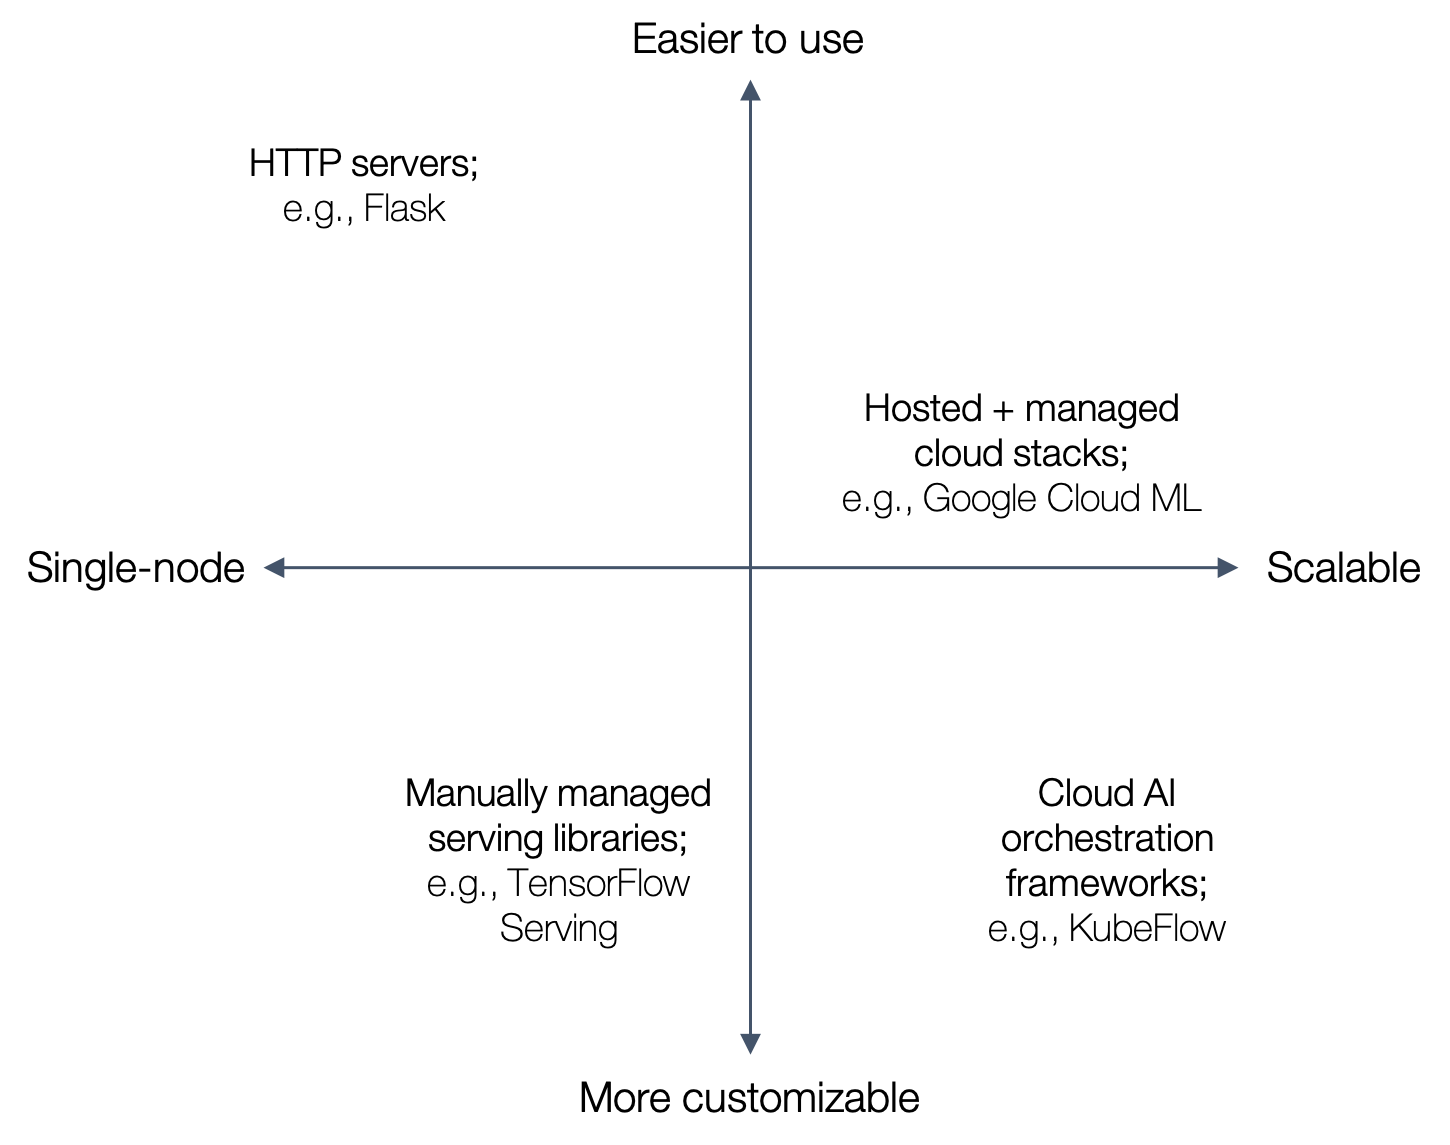 Easier to use
HTTP servers;
e.g., Flask
Hosted + managed
cloud stacks;
e.g., Google Cloud ML
Single-node
Scalable
Manually managed
serving libraries;
e.g., TensorFlow
Serving
Cloud AI
orchestration
frameworks;
e.g., KubeFlow
More customizable